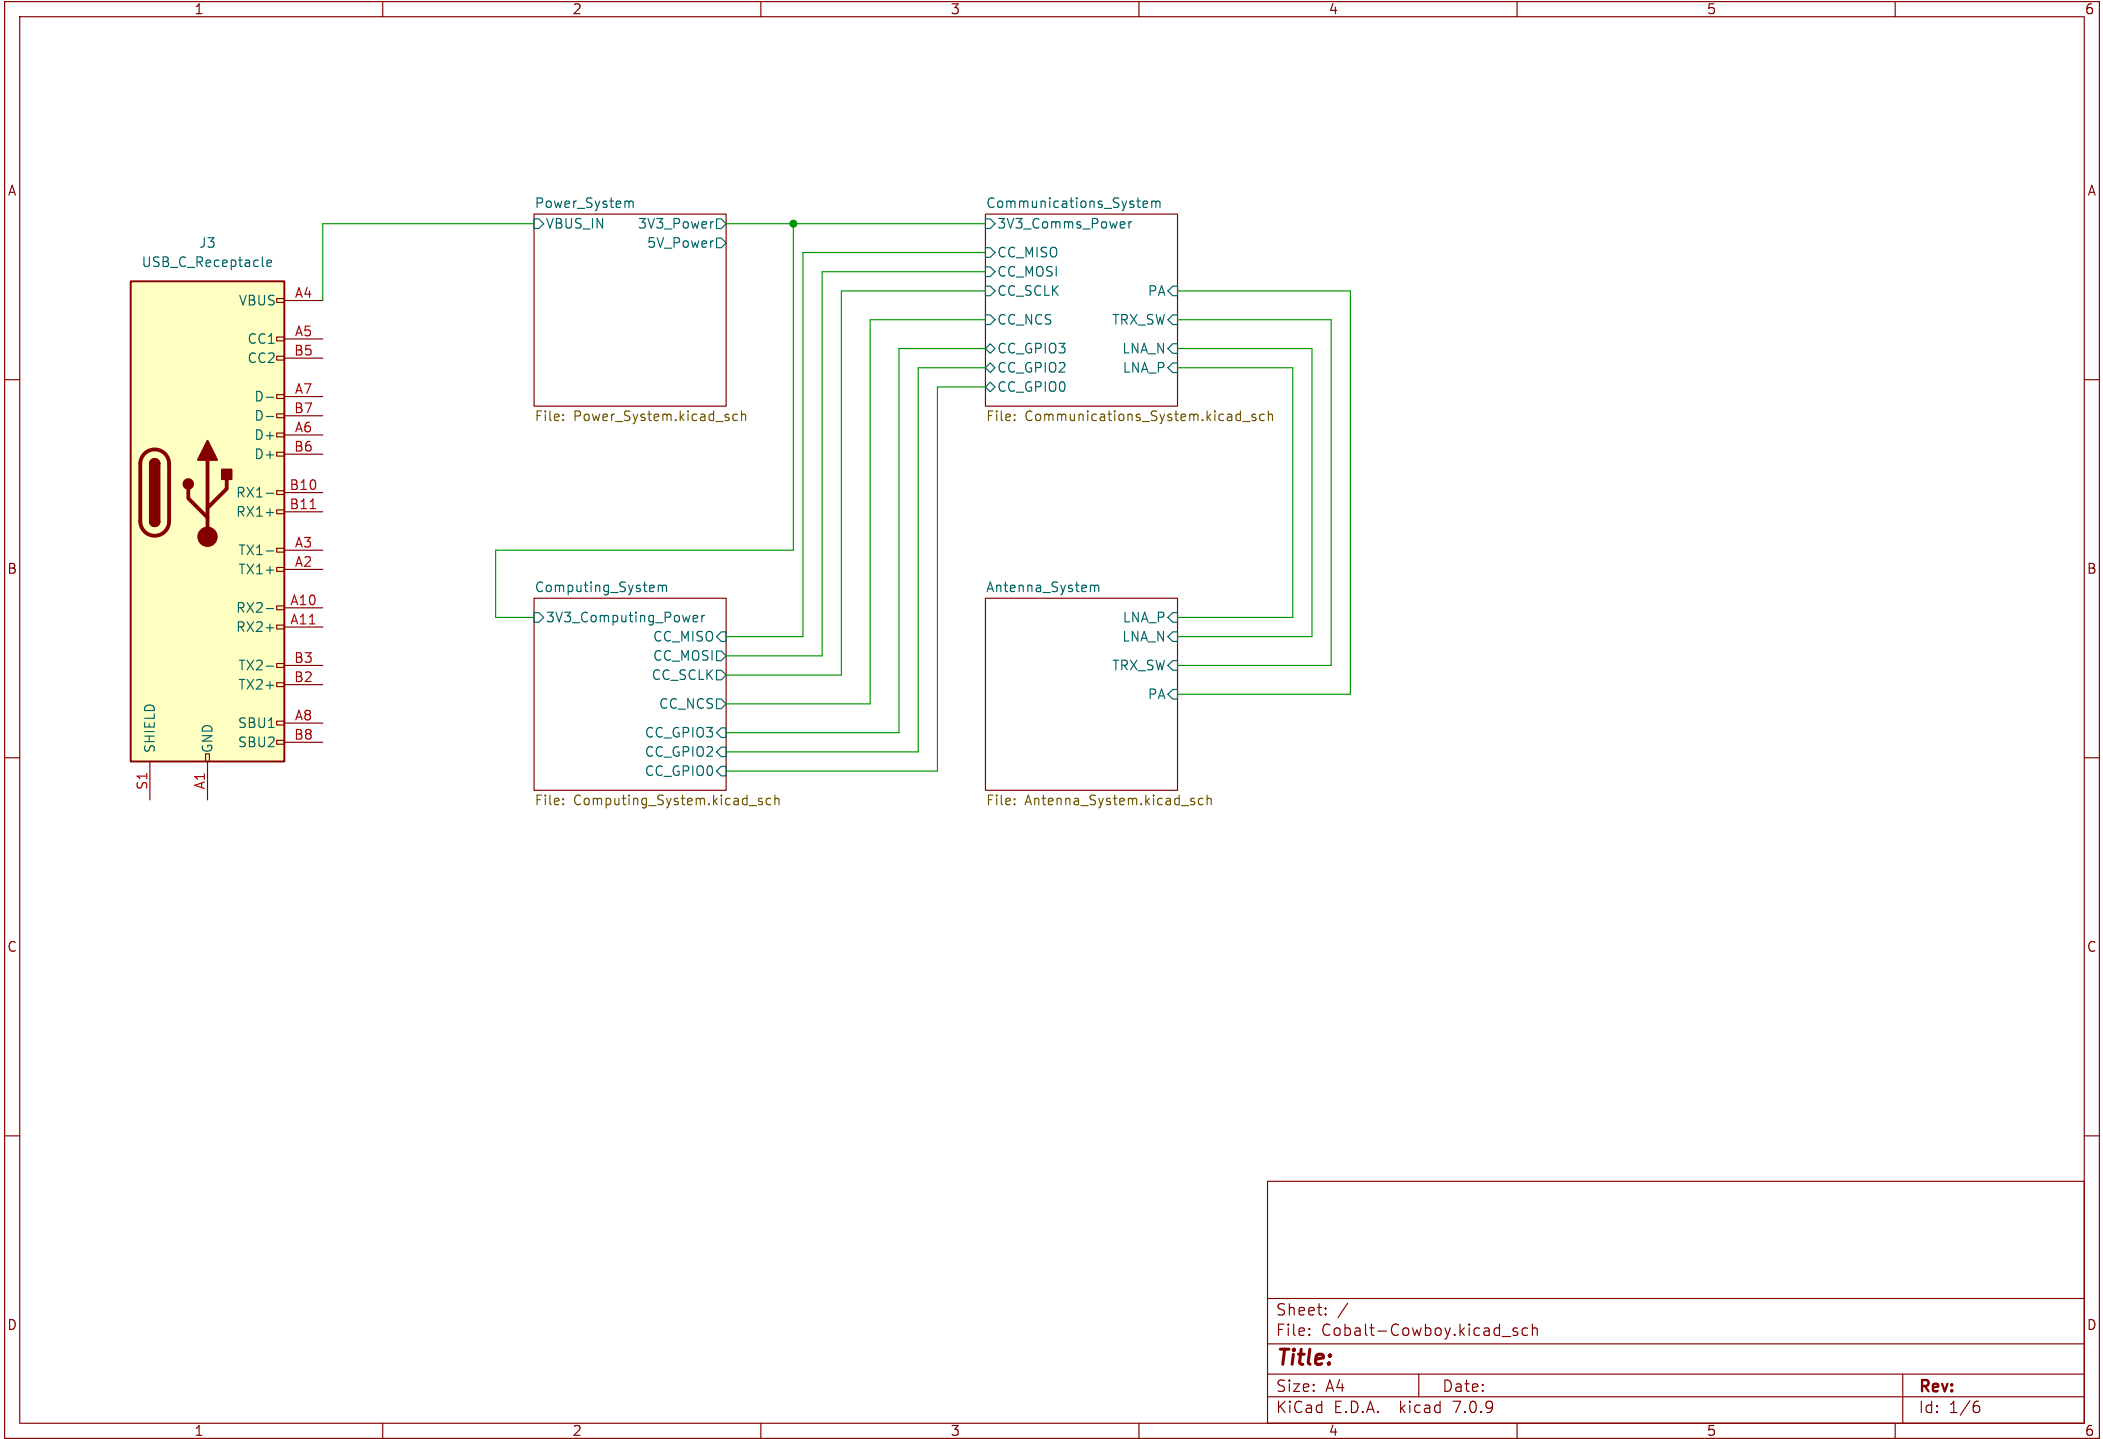 1 2 3 4 5 6
A A
B B
C C
D D
J3
USB_C_Receptacle
VBUS A4
CC1 A5
CC2 B5
D- A7
D- B7
D+ A6
D+ B6
RX1- B10
RX1+ B11
TX1- A3
TX1+ A2
RX2- A10
RX2+ A11
TX2- B3
TX2+ B2
SBU1 A8
SBU2 B8
SHIELD
GND
S1
A1
Power_System
VBUS_IN 3V3_Power
5V_Power
File: Power_System.kicad_sch
Communications_System
3V3_Comms_Power
CC_MISO
CC_MOSI
CC_SCLK PA
CC_NCS TRX_SW
CC_GPIO3 LNA_N
CC_GPIO2 LNA_P
CC_GPIO0
File: Communications_System.kicad_sch
Computing_System
3V3_Computing_Power
CC_MISO
CC_MOSI
CC_SCLK
CC_NCS
CC_GPIO3
CC_GPIO2
CC_GPIO0
File: Computing_System.kicad_sch
Antenna_System
LNA_P
LNA_N
TRX_SW
PA
File: Antenna_System.kicad_sch
Sheet: /
File: Cobalt-Cowboy.kicad_sch
Title:
Size: A4 Date: Rev:
KiCad E.D.A. kicad 7.0.9 Id: 1/6
1 2 3 4 5 6